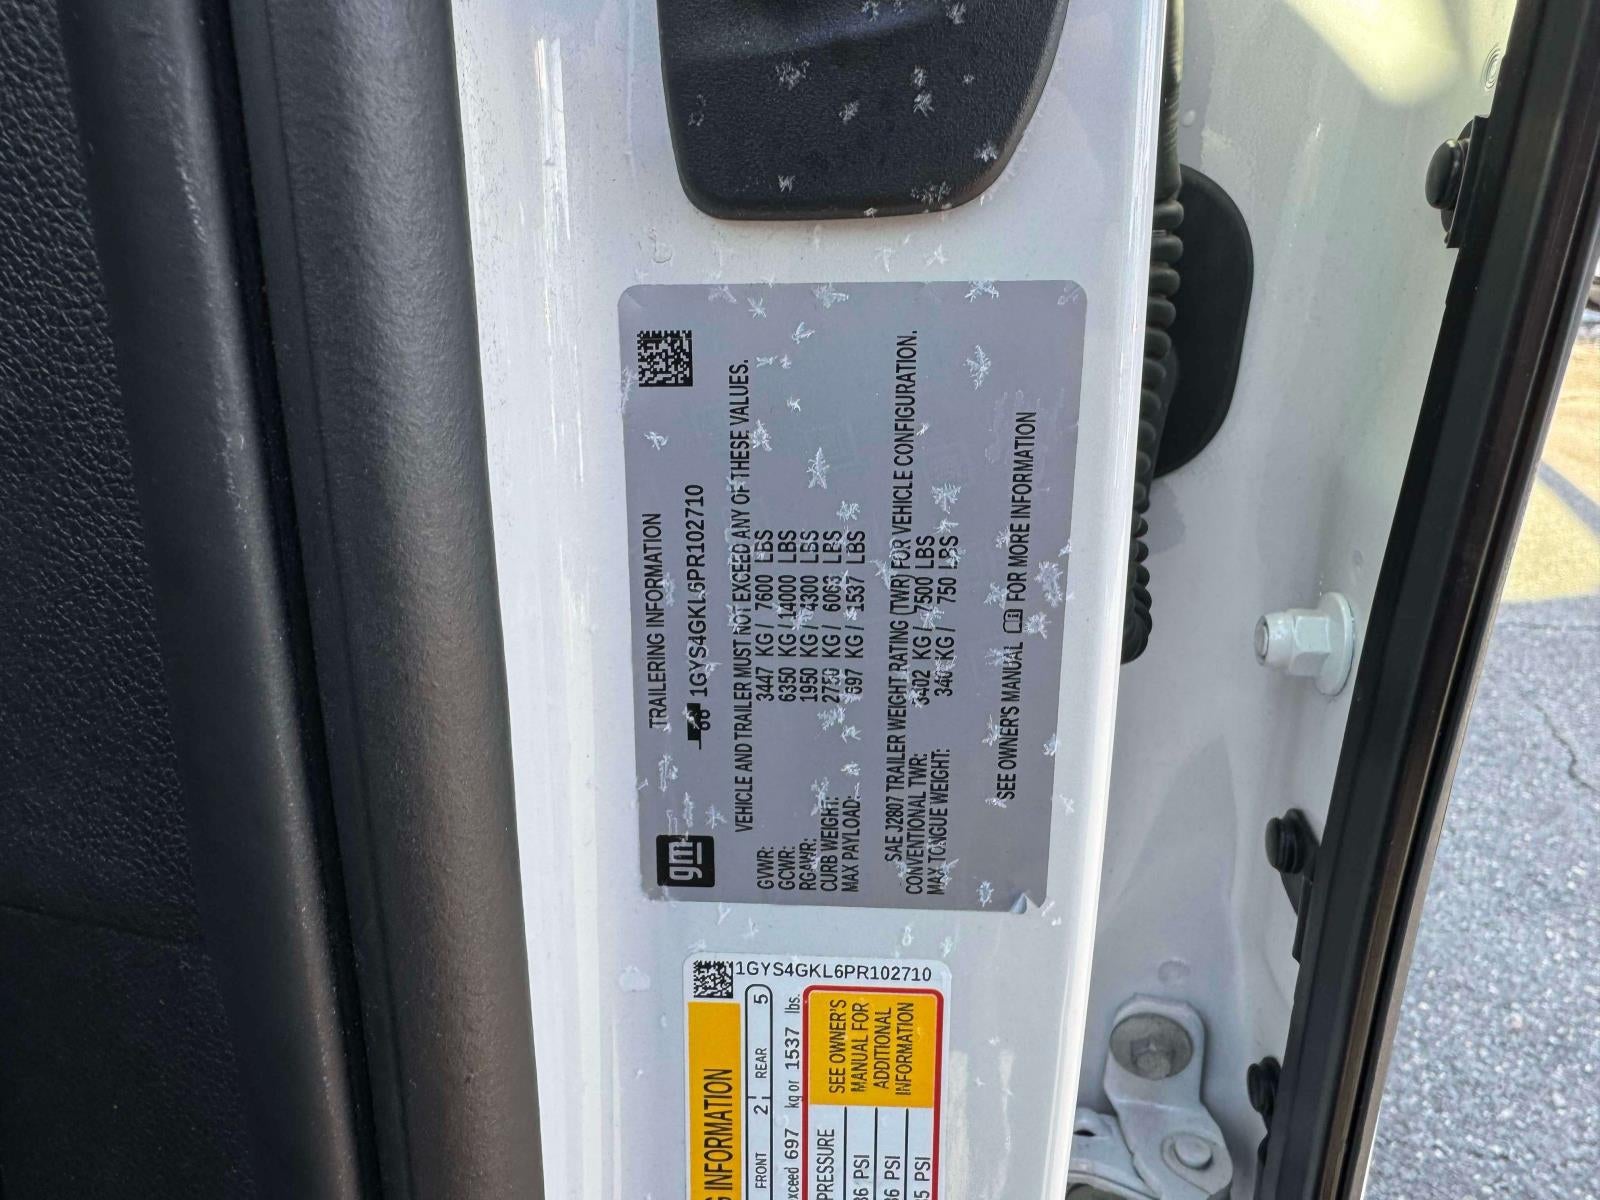 gm
TRAILERING INFORMATION
1GYS4GKL6PR102710
VEHICLE AND TRAILER MUST NOT EXCEED ANY OF THESE VALUES.
GVWR: 3447 KG / 7600 LBS
GCWR: 6350 KG / 14000 LBS
RGAWR: 1950 KG / 4300 LBS
CURB WEIGHT: 2750 KG / 6063 LBS
MAX PAYLOAD: 697 KG / 1537 LBS
SAE J2807 TRAILER WEIGHT RATING (TWR) FOR VEHICLE CONFIGURATION.
CONVENTIONAL TWR: 3402 KG / 7500 LBS
MAX TONGUE WEIGHT: 340 KG / 750 LBS
SEE OWNER'S MANUAL FOR MORE INFORMATION
1GYS4GKL6PR102710
INFORMATION
FRONT 2 REAR 5
exceed 697 kg or 1537 lbs.
PRESSURE
PSI
PSI
PSI
SEE OWNER'S
MANUAL FOR
ADDITIONAL
INFORMATION